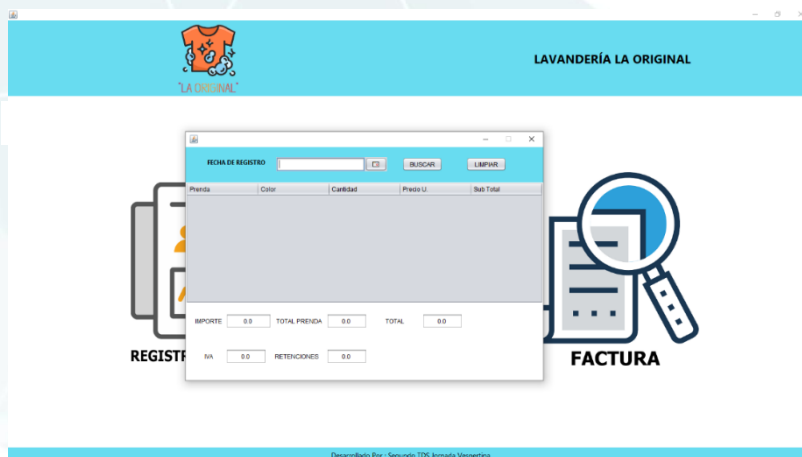 LAVANDERÍA LA ORIGINAL
"LA ORIGINAL"
FECHA DE REGISTRO BUSCAR LIMPIAR
Prenda Color Cantidad Precio U. Sub Total
IMPORTE 0.0 TOTAL PRENDA 0.0 TOTAL 0.0
IVA 0.0 RETENCIONES 0.0
REGISTR
FACTURA
Desarrollado Por : Segundo TDS Jornada Vespertina